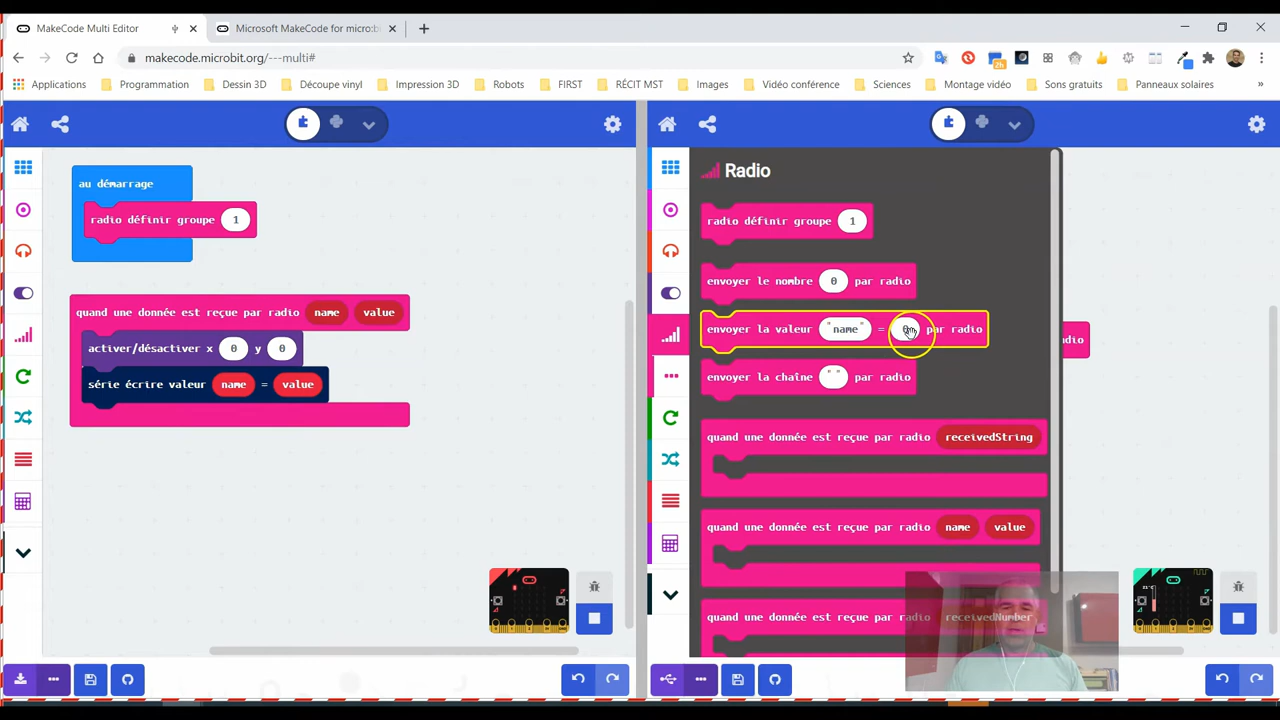 MakeCode Multi Editor
Microsoft MakeCode for micro:b
makecode.microbit.org/---multi#
2h
Applications
Programmation
Dessin 3D
Découpe vinyl
Impression 3D
Robots
FIRST
RÉCIT MST
Images
Vidéo conférence
Sciences
Montage vidéo
Sons gratuits
Panneaux solaires
»
au démarrage
radio définir groupe 1
quand une donnée est reçue par radio name value
activer/désactiver x 0 y 0
série écrire valeur name = value
Radio
radio définir groupe 1
envoyer le nombre 0 par radio
envoyer la valeur "name" = 0 par radio
dio
envoyer la chaîne " " par radio
quand une donnée est reçue par radio receivedString
quand une donnée est reçue par radio name value
quand une donnée est reçue par radio receivedNumber
21°C